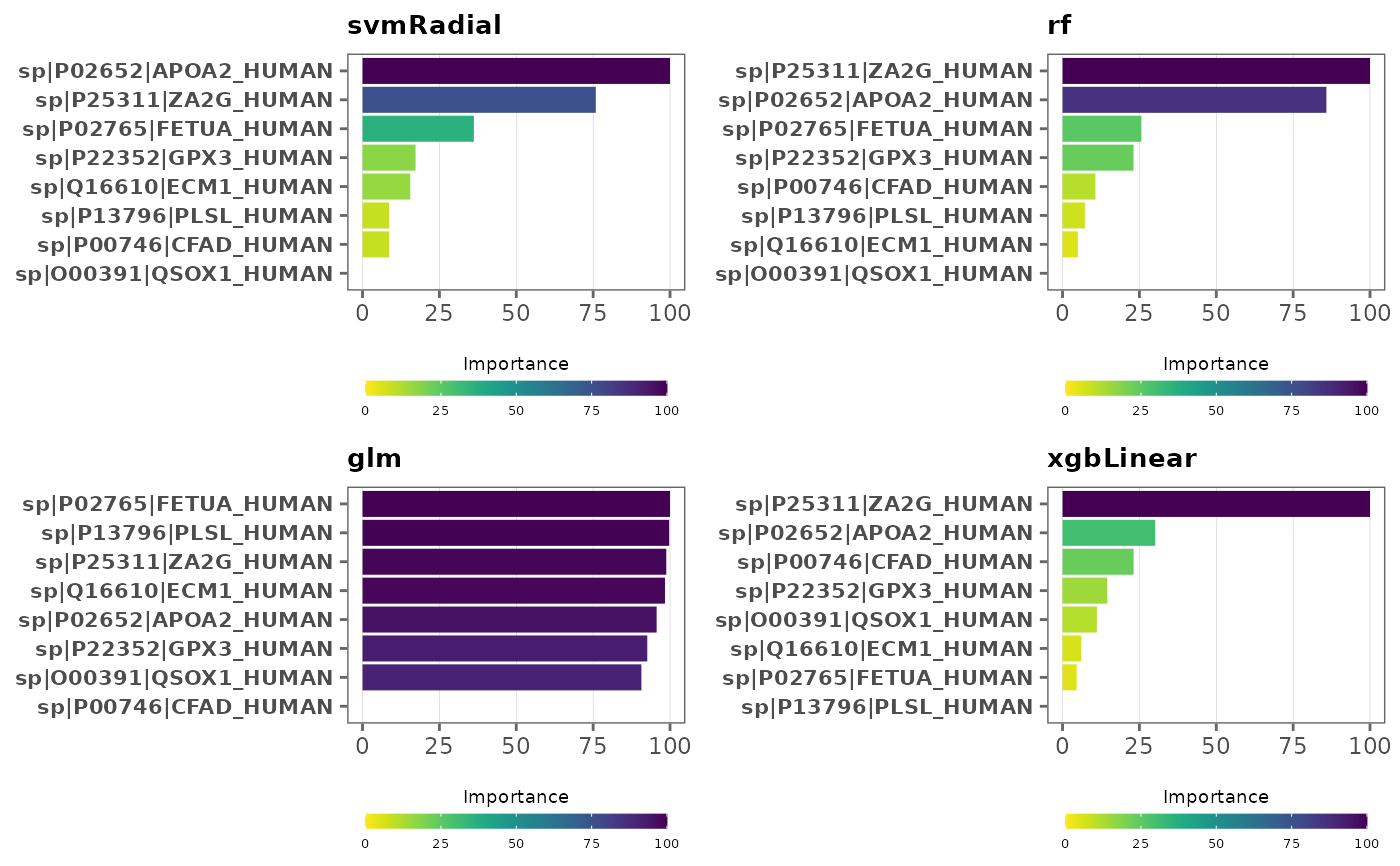 svmRadial
sp|P02652|APOA2_HUMAN
sp|P25311|ZA2G_HUMAN
sp|P02765|FETUA_HUMAN
sp|P22352|GPX3_HUMAN
sp|Q16610|ECM1_HUMAN
sp|P13796|PLSL_HUMAN
sp|P00746|CFAD_HUMAN
sp|O00391|QSOX1_HUMAN
0 25 50 75 100
Importance
0 25 50 75 100
rf
sp|P25311|ZA2G_HUMAN
sp|P02652|APOA2_HUMAN
sp|P02765|FETUA_HUMAN
sp|P22352|GPX3_HUMAN
sp|P00746|CFAD_HUMAN
sp|P13796|PLSL_HUMAN
sp|Q16610|ECM1_HUMAN
sp|O00391|QSOX1_HUMAN
0 25 50 75 100
Importance
0 25 50 75 100
glm
sp|P02765|FETUA_HUMAN
sp|P13796|PLSL_HUMAN
sp|P25311|ZA2G_HUMAN
sp|Q16610|ECM1_HUMAN
sp|P02652|APOA2_HUMAN
sp|P22352|GPX3_HUMAN
sp|O00391|QSOX1_HUMAN
sp|P00746|CFAD_HUMAN
0 25 50 75 100
Importance
0 25 50 75 100
xgbLinear
sp|P25311|ZA2G_HUMAN
sp|P02652|APOA2_HUMAN
sp|P00746|CFAD_HUMAN
sp|P22352|GPX3_HUMAN
sp|O00391|QSOX1_HUMAN
sp|Q16610|ECM1_HUMAN
sp|P02765|FETUA_HUMAN
sp|P13796|PLSL_HUMAN
0 25 50 75 100
Importance
0 25 50 75 100